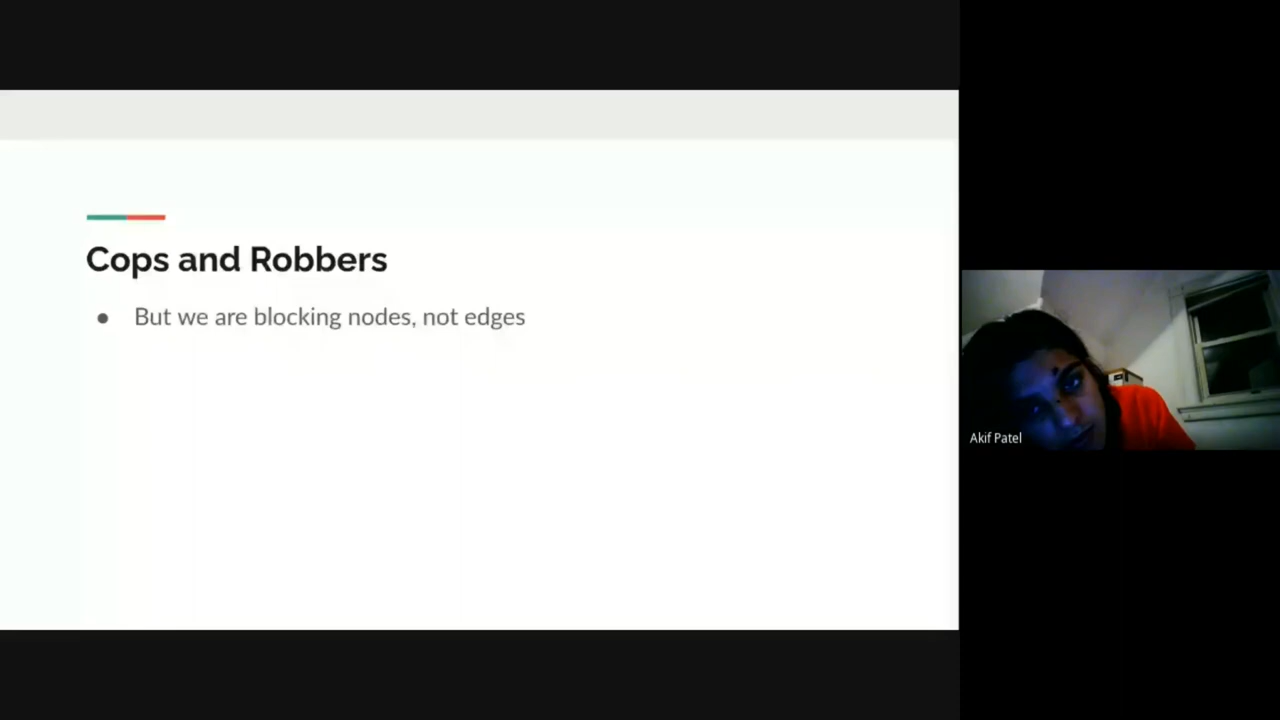 Cops and Robbers
● But we are blocking nodes, not edges
Akif Patel